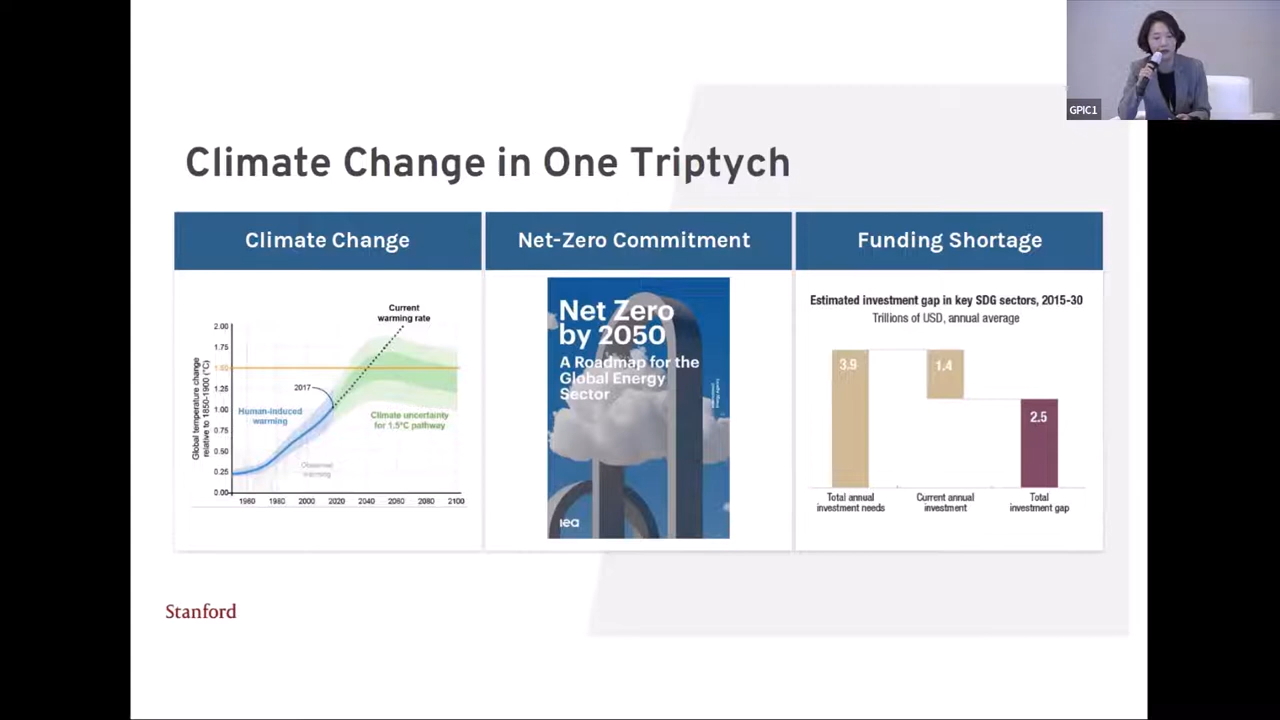 GPIC1
Climate Change in One Triptych
Climate Change
Net-Zero Commitment
Funding Shortage
Current
warming rate
2.00
1.75
1.50
1.25
1.00
0.75
0.50
0.25
0.00
Global temperature change
relative to 1850-1900 (°C)
2017
Human-induced
warming
Climate uncertainty
for 1.5°C pathway
Observed
warming
1960
1980
2000
2020
2040
2060
2080
2100
Net Zero
by 2050
A Roadmap for the
Global Energy
Sector
iea
Estimated investment gap in key SDG sectors, 2015-30
Trillions of USD, annual average
3.9
1.4
2.5
Total annual
investment needs
Current annual
investment
Total
investment gap
Stanford